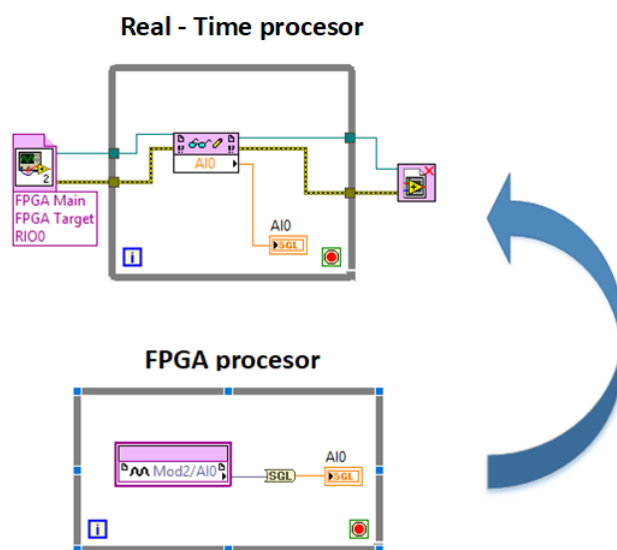 Real - Time procesor
2
AI0
FPGA Main
FPGA Target
RIO0
AI0
SGL
i
FPGA procesor
Mod2/AI0
SGL
AI0
SGL
i